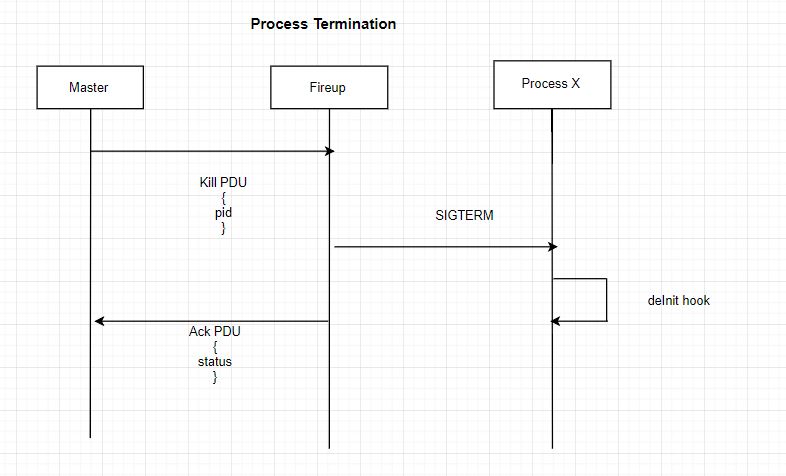 Process Termination
Master
Fireup
Process X
Kill PDU
{
pid
}
SIGTERM
deInit hook
Ack PDU
{
status
}